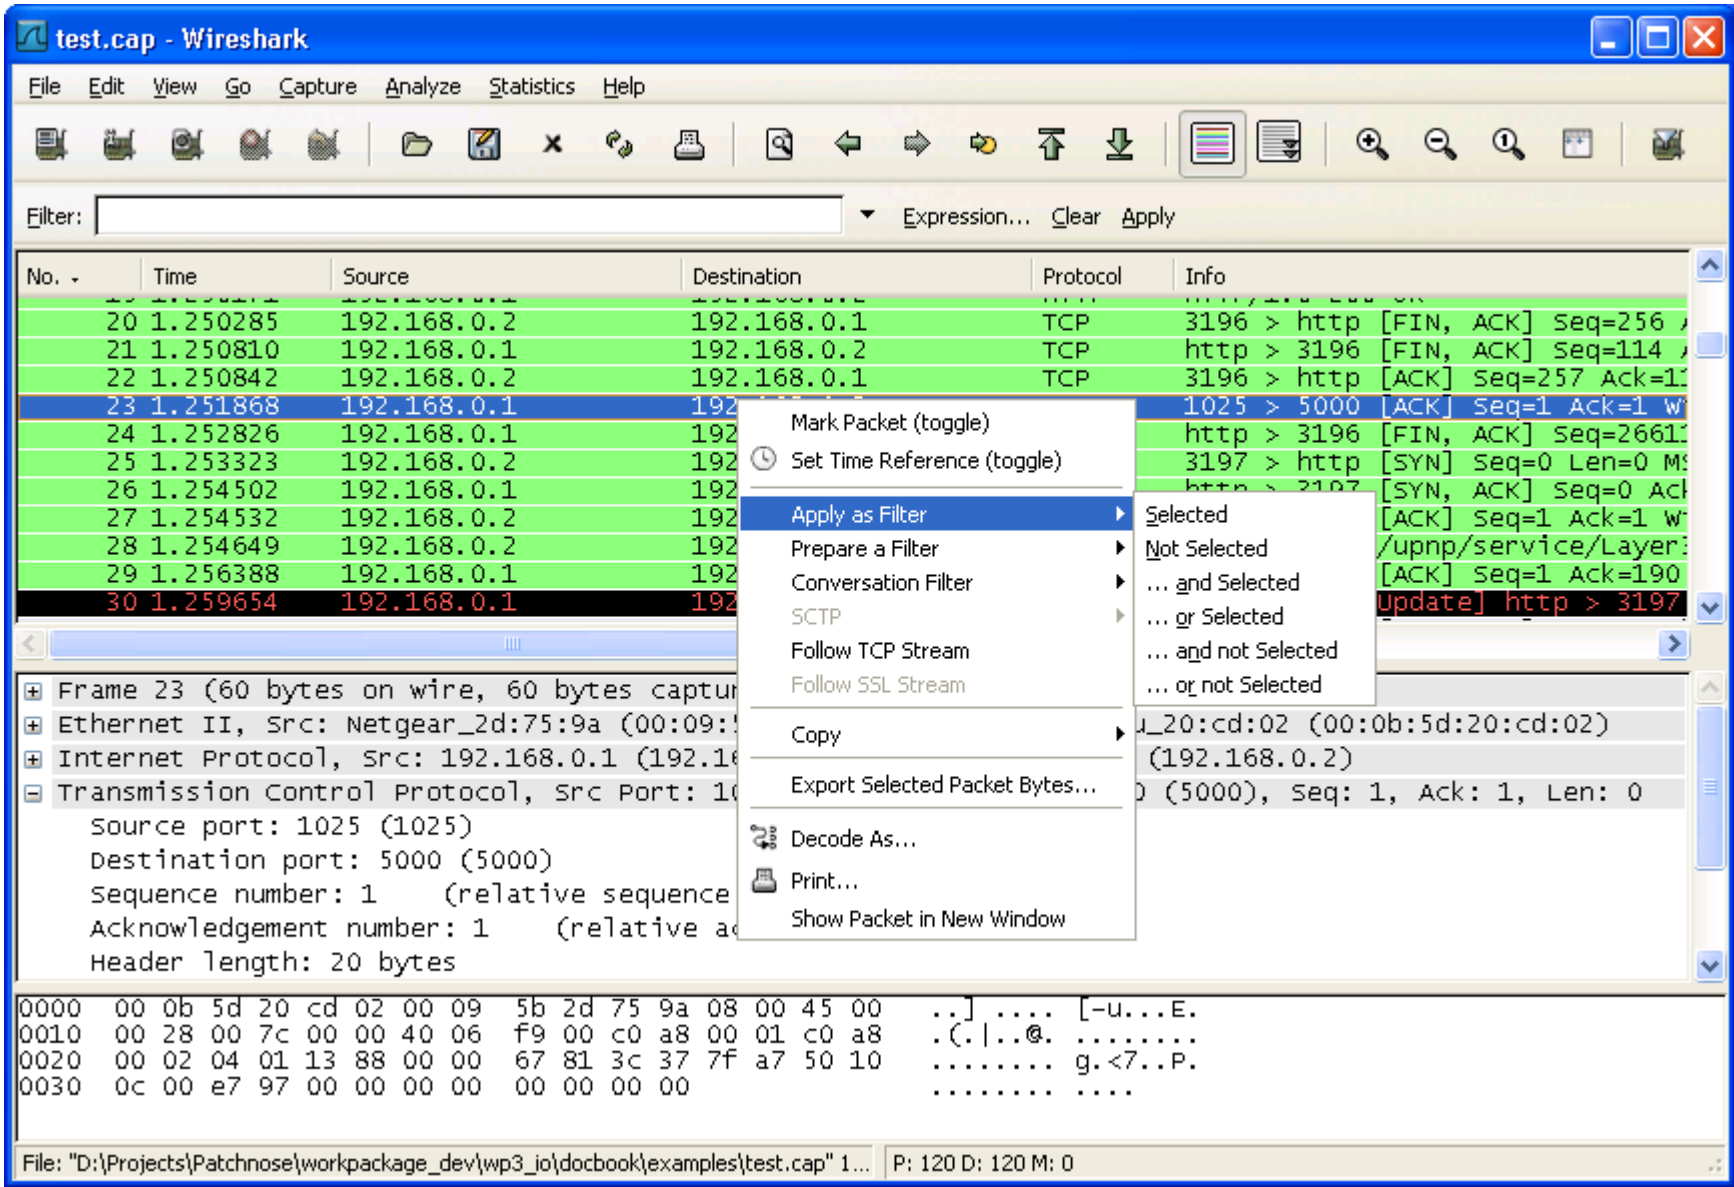 test.cap - Wireshark
File Edit View Go Capture Analyze Statistics Help
Filter: Expression... Clear Apply
No. - Time Source Destination Protocol Info
20 1.250285 192.168.0.2 192.168.0.1 TCP 3196 > http [FIN, ACK] Seq=256
21 1.250810 192.168.0.1 192.168.0.2 TCP http > 3196 [FIN, ACK] Seq=114
22 1.250842 192.168.0.2 192.168.0.1 TCP 3196 > http [ACK] Seq=257
23 1.251868 192.168.0.1 192 1025 > 5000 [ACK] Seq=1 Ack=1
24 1.252826 192.168.0.1 192 http > 3196 [FIN, ACK]
25 1.253323 192.168.0.2 192 3197 > http [SYN] Seq=0 Len=0
26 1.254502 192.168.0.1 192 http > 3197 [SYN, ACK] Seq=0
27 1.254532 192.168.0.2 192 [ACK] Seq=1 Ack=1
28 1.254649 192.168.0.2 192 /upnp/service/Layer
29 1.256388 192.168.0.1 192 [ACK] Seq=1 Ack=190
30 1.259654 192.168.0.1 192 Update] http > 3197
Mark Packet (toggle)
Set Time Reference (toggle)
Apply as Filter
Prepare a Filter
Conversation Filter
SCTP
Follow TCP Stream
Follow SSL Stream
Copy
Export Selected Packet Bytes...
Decode As...
Print...
Show Packet in New Window
Selected
Not Selected
... and Selected
... or Selected
... and not Selected
... or not Selected
Frame 23 (60 bytes on wire, 60 bytes captur
Ethernet II, Src: Netgear_2d:75:9a (00:09: _20:cd:02 (00:0b:5d:20:cd:02)
Internet Protocol, Src: 192.168.0.1 (192.1 (192.168.0.2)
Transmission Control Protocol, Src Port: 1 (5000), Seq: 1, Ack: 1, Len: 0
Source port: 1025 (1025)
Destination port: 5000 (5000)
Sequence number: 1 (relative sequence
Acknowledgement number: 1 (relative a
Header length: 20 bytes
0000 00 0b 5d 20 cd 02 00 09 5b 2d 75 9a 08 00 45 00 ..] .... [-u...E.
0010 00 28 00 7c 00 00 40 06 f9 00 c0 a8 00 01 c0 a8 .(.|..@. ........
0020 00 02 04 01 13 88 00 00 67 81 3c 37 7f a7 50 10 ........ g.<7..P.
0030 0c 00 e7 97 00 00 00 00 00 00 00 00 ........ ....
File: "D:\Projects\Patchnose\workpackage_dev\wp3_io\docbook\examples\test.cap" 1... P: 120 D: 120 M: 0